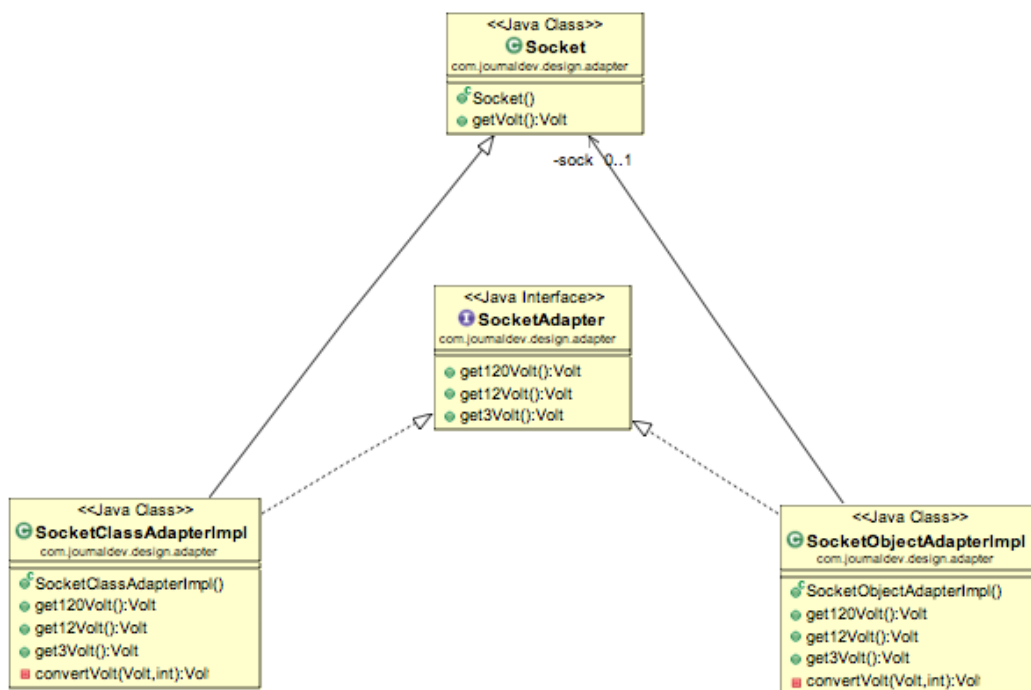 <<Java Class>>
Socket
com.journaldev.design.adapter
Socket()
getVolt():Volt
-sock 0..1
<<Java Interface>>
SocketAdapter
com.journaldev.design.adapter
get120Volt():Volt
get12Volt():Volt
get3Volt():Volt
<<Java Class>>
SocketClassAdapterImpl
com.journaldev.design.adapter
SocketClassAdapterImpl()
get120Volt():Volt
get12Volt():Volt
get3Volt():Volt
convertVolt(Volt,int):Vol
<<Java Class>>
SocketObjectAdapterImpl
com.journaldev.design.adapter
SocketObjectAdapterImpl()
get120Volt():Volt
get12Volt():Volt
get3Volt():Volt
convertVolt(Volt,int):Vol